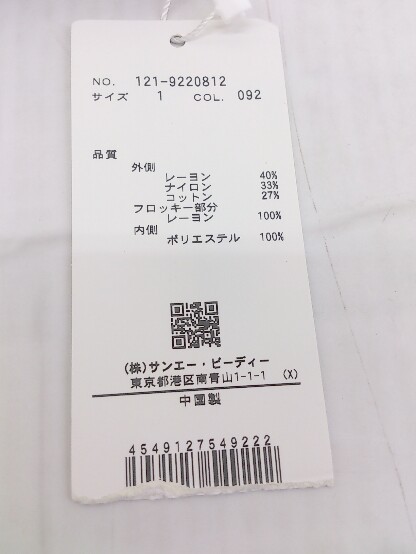 NO. 121-9220812
サイズ 1 COL. 092
品質
外側
レーヨン 40%
ナイロン 33%
コットン 27%
フロッキー部分
レーヨン 100%
内側
ポリエステル 100%
(株)サンエー・ビーディー
東京都港区南青山1-1-1 (X)
中国製
4549127549222